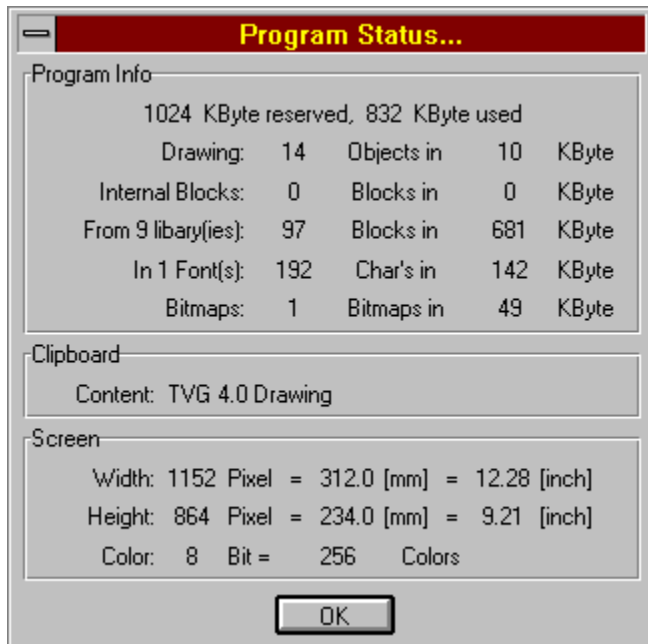 Program Status...
Program Info
1024 KByte reserved, 832 KByte used
Drawing: 14 Objects in 10 KByte
Internal Blocks: 0 Blocks in 0 KByte
From 9 libary(ies): 97 Blocks in 681 KByte
In 1 Font(s): 192 Char's in 142 KByte
Bitmaps: 1 Bitmaps in 49 KByte
Clipboard
Content: TVG 4.0 Drawing
Screen
Width: 1152 Pixel = 312.0 [mm] = 12.28 [inch]
Height: 864 Pixel = 234.0 [mm] = 9.21 [inch]
Color: 8 Bit = 256 Colors
OK